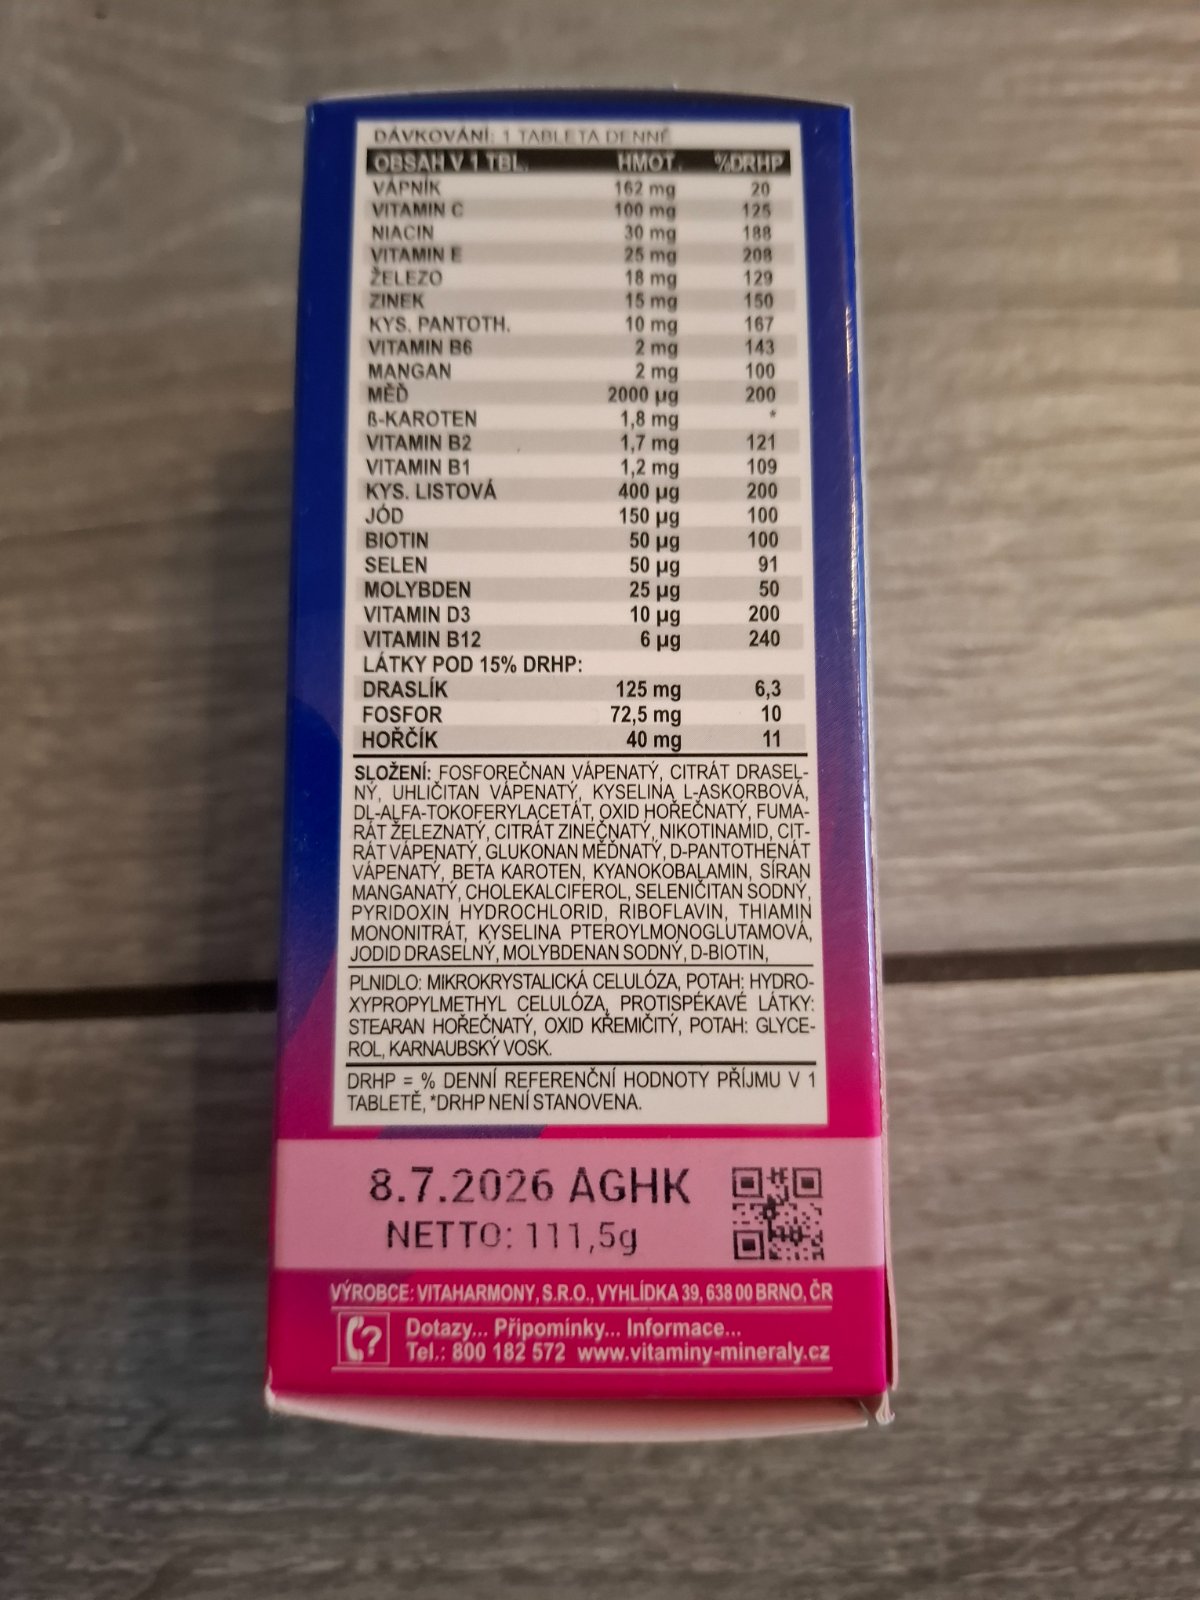 DÁVKOVÁNÍ: 1 TABLETA DENNĚ
OBSAH V 1 TBL. HMOT. %DRHP
VÁPNÍK 162 mg 20
VITAMIN C 100 mg 125
NIACIN 30 mg 188
VITAMIN E 25 mg 208
ŽELEZO 18 mg 129
ZINEK 15 mg 150
KYS. PANTOTH. 10 mg 167
VITAMIN B6 2 mg 143
MANGAN 2 mg 100
MĚĎ 2000 µg 200
ß-KAROTEN 1,8 mg *
VITAMIN B2 1,7 mg 121
VITAMIN B1 1,2 mg 109
KYS. LISTOVÁ 400 µg 200
JÓD 150 µg 100
BIOTIN 50 µg 100
SELEN 50 µg 91
MOLYBDEN 25 µg 50
VITAMIN D3 10 µg 200
VITAMIN B12 6 µg 240
LÁTKY POD 15% DRHP:
DRASLÍK 125 mg 6,3
FOSFOR 72,5 mg 10
HOŘČÍK 40 mg 11
SLOŽENÍ: FOSFOREČNAN VÁPENATÝ, CITRÁT DRASEL-
NÝ, UHLIČITAN VÁPENATÝ, KYSELINA L-ASKORBOVÁ,
DL-ALFA-TOKOFERYLACETÁT, OXID HOŘEČNATÝ, FUMA-
RÁT ŽELEZNATÝ, CITRÁT ZINEČNATÝ, NIKOTINAMID, CIT-
RÁT VÁPENATÝ, GLUKONAN MĚĎNATÝ, D-PANTOTHENÁT
VÁPENATÝ, BETA KAROTEN, KYANOKOBALAMIN, SÍRAN
MANGANATÝ, CHOLEKALCIFEROL, SELENIČITAN SODNÝ,
PYRIDOXIN HYDROCHLORID, RIBOFLAVIN, THIAMIN
MONONITRÁT, KYSELINA PTEROYLMONOGLUTAMOVÁ,
JODID DRASELNÝ, MOLYBDENAN SODNÝ, D-BIOTIN,
PLNIDLO: MIKROKRYSTALICKÁ CELULÓZA, POTAH: HYDRO-
XYPROPYLMETHYL CELULÓZA, PROTISPÉKAVÉ LÁTKY:
STEARAN HOŘEČNATÝ, OXID KŘEMIČITÝ, POTAH: GLYCE-
ROL, KARNAUBSKÝ VOSK.
DRHP = % DENNÍ REFERENČNÍ HODNOTY PŘÍJMU V 1
TABLETĚ, *DRHP NENÍ STANOVENA.
8.7.2026 AGHK
NETTO: 111,5g
VÝROBCE: VITAHARMONY, S.R.O., VYHLÍDKA 39, 638 00 BRNO, ČR
Dotazy... Připomínky... Informace...
Tel.: 800 182 572 www.vitaminy-mineraly.cz